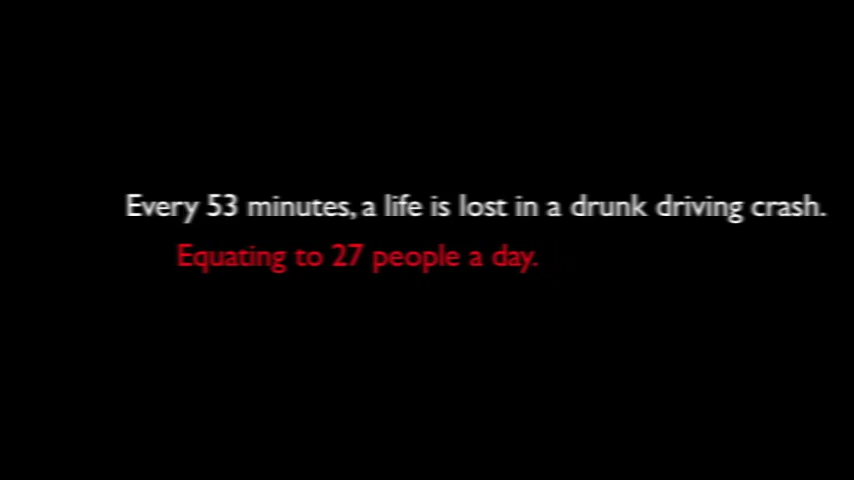 Every 53 minutes, a life is lost in a drunk driving crash.
Equating to 27 people a day.